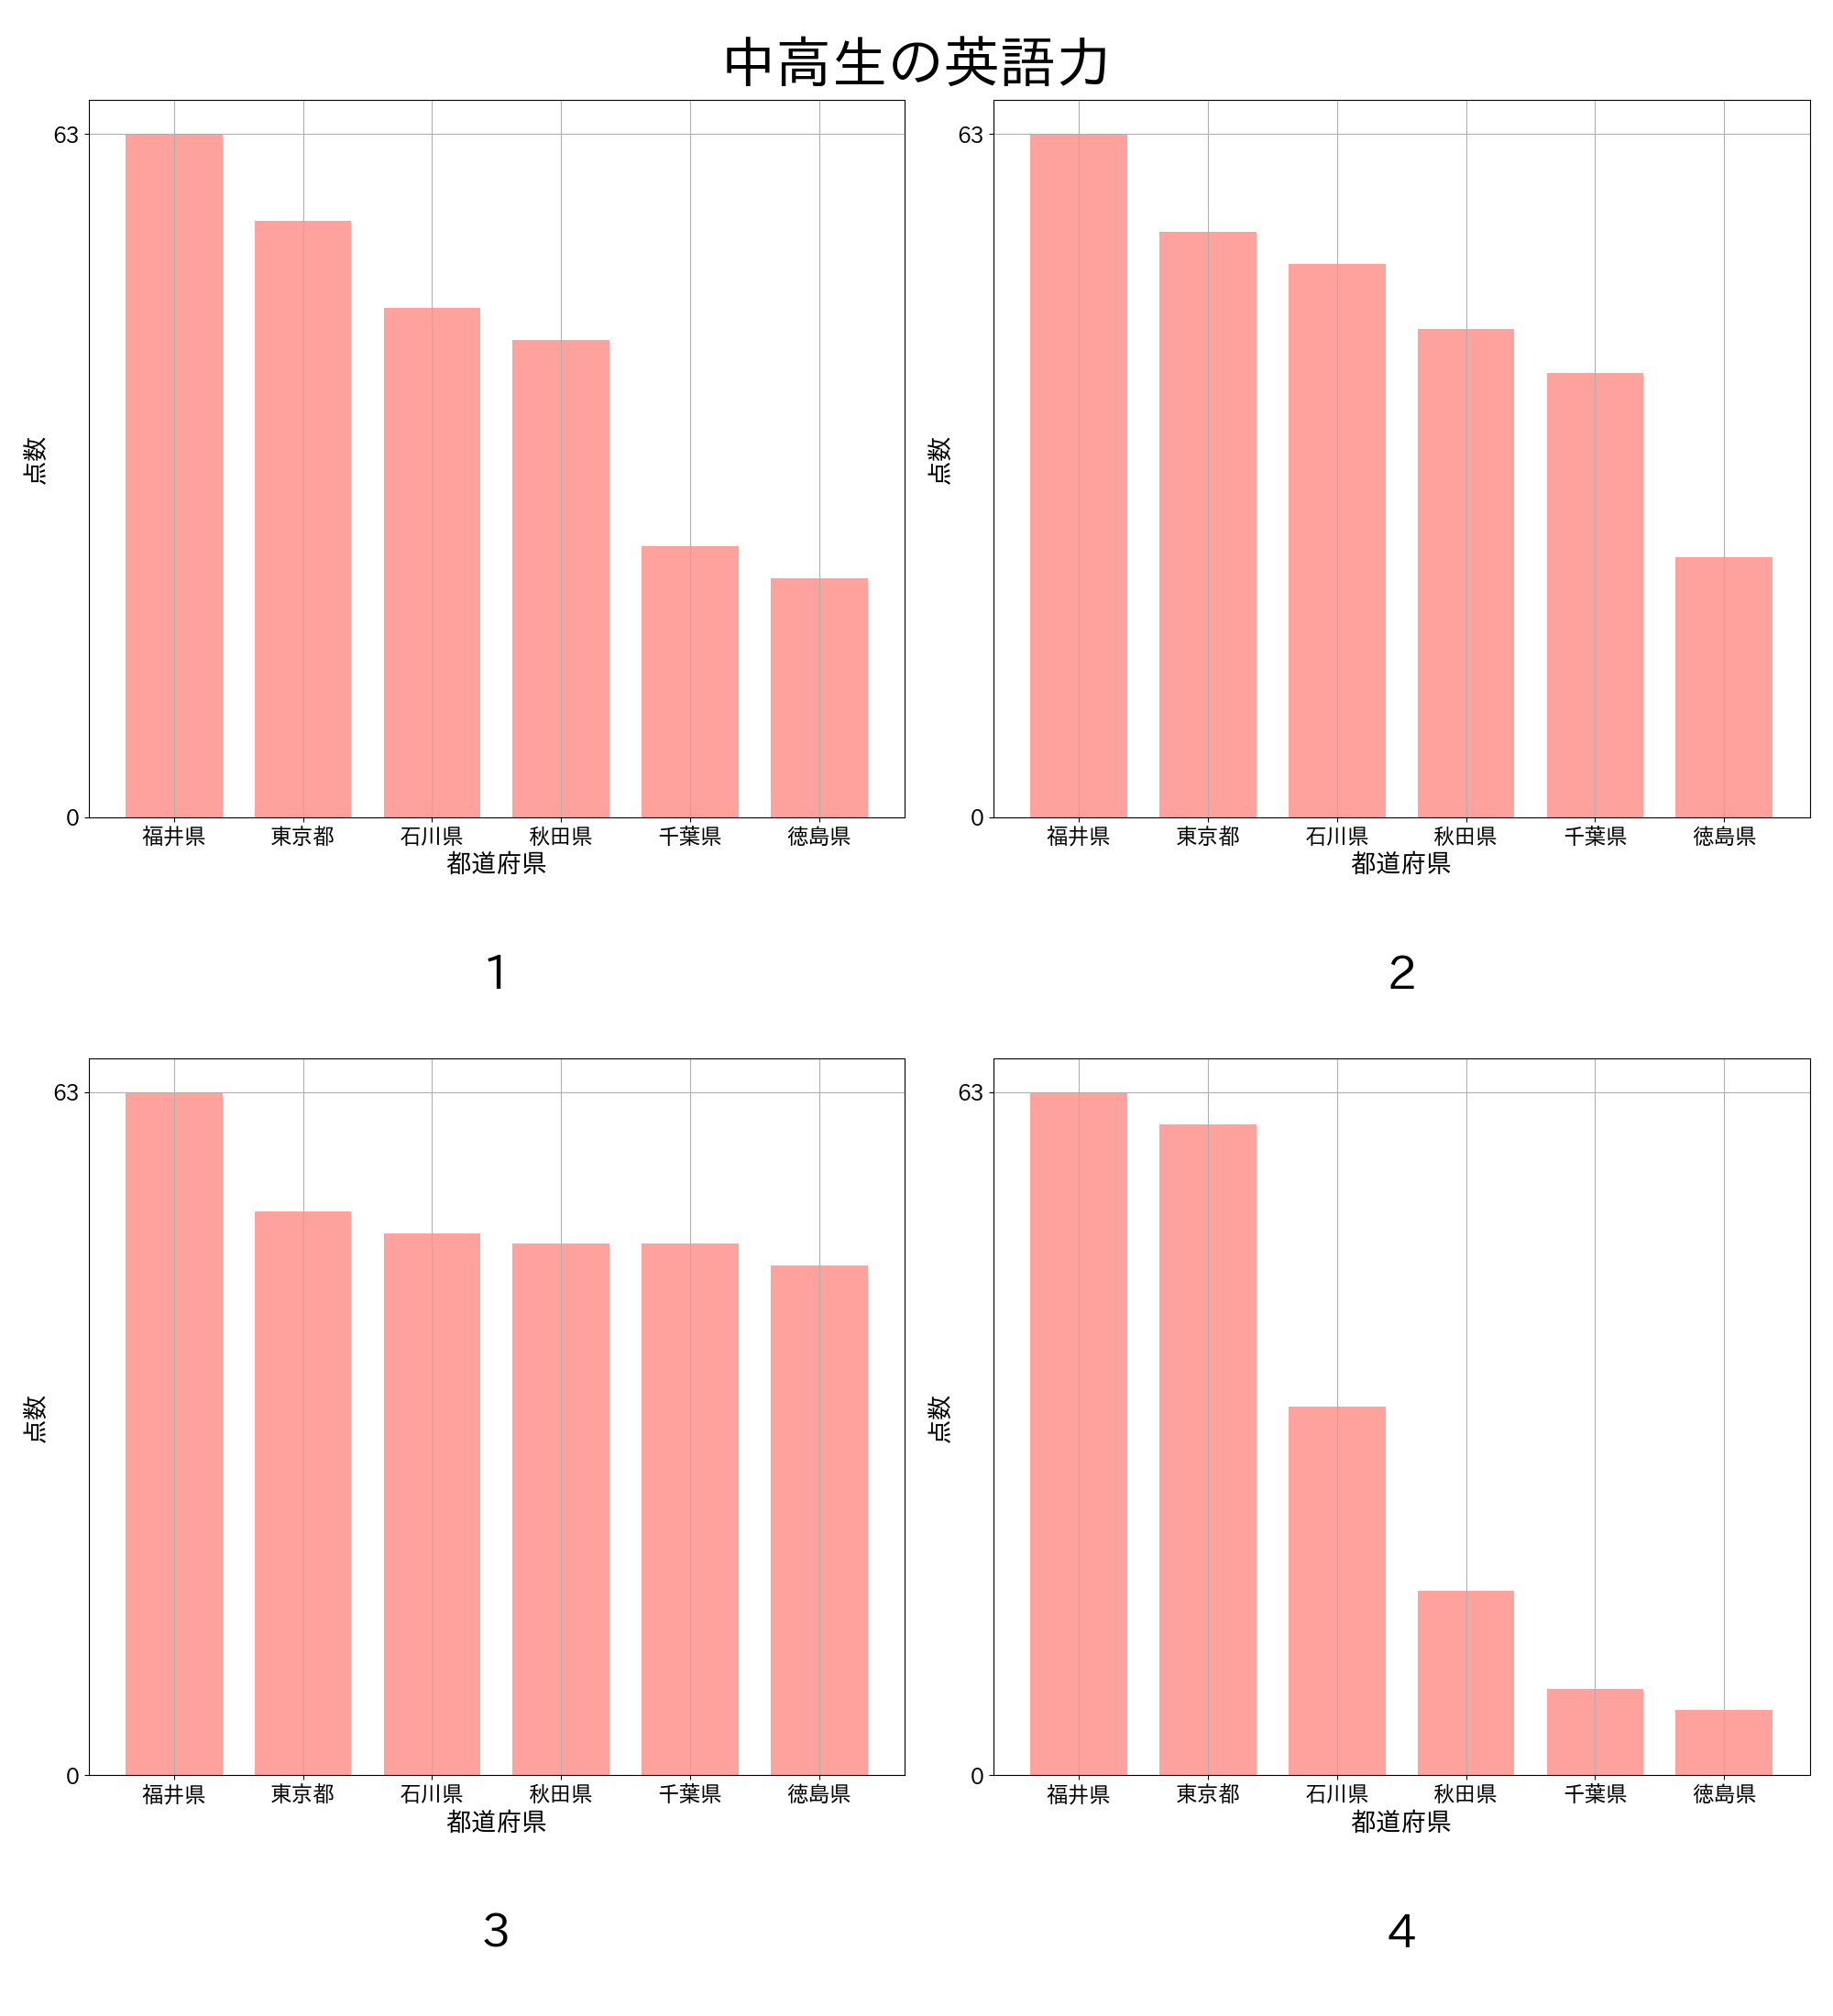 中高生の英語力
63
0
点数
福井県 東京都 石川県 秋田県 千葉県 徳島県
都道府県
1
63
0
点数
福井県 東京都 石川県 秋田県 千葉県 徳島県
都道府県
2
63
0
点数
福井県 東京都 石川県 秋田県 千葉県 徳島県
都道府県
3
63
0
点数
福井県 東京都 石川県 秋田県 千葉県 徳島県
都道府県
4